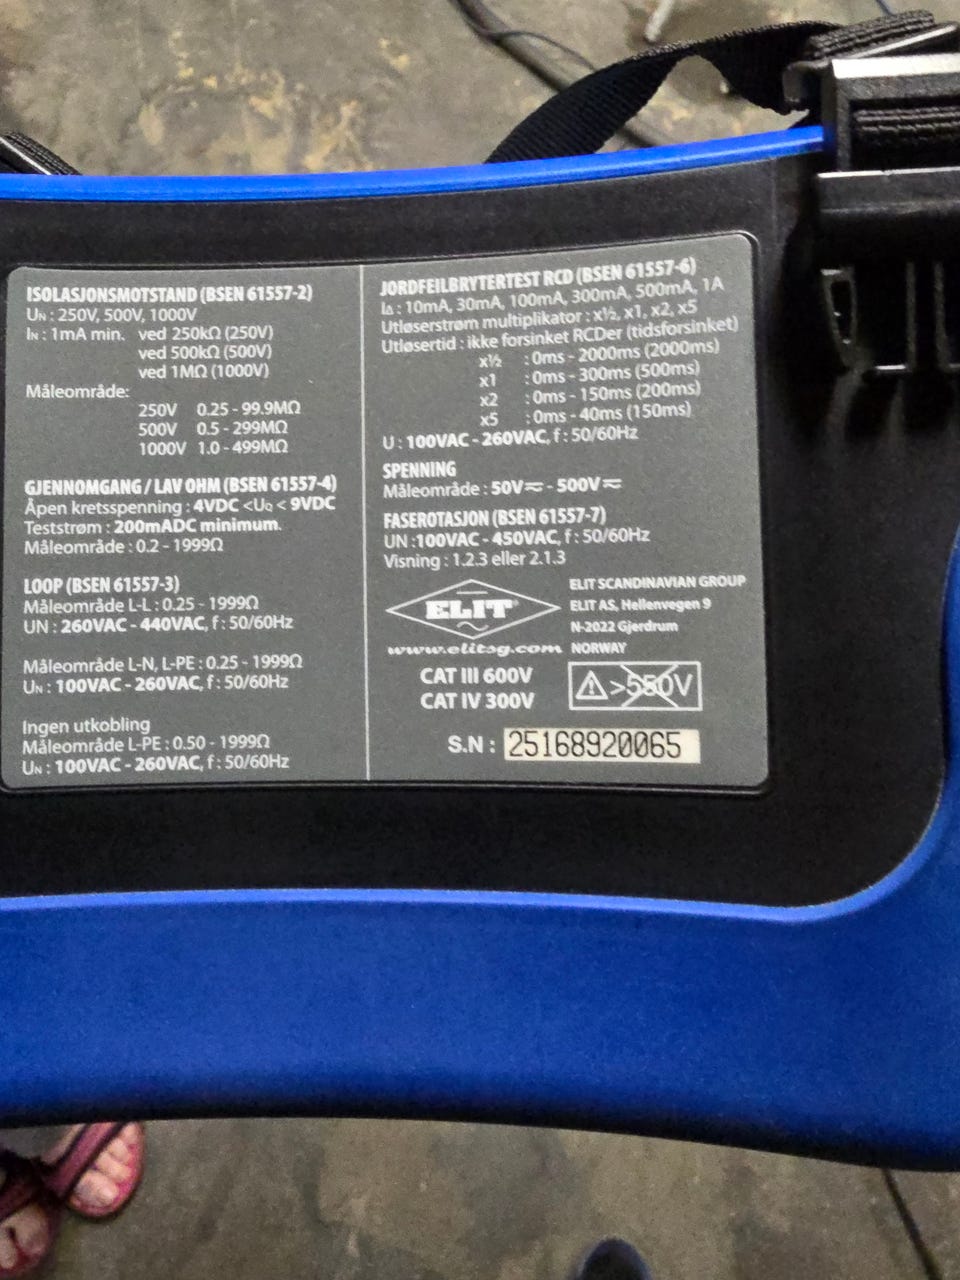 ISOLASJONSMOTSTAND (BSEN 61557-2)
UN : 250V, 500V, 1000V
IN : 1mA min. ved 250kΩ (250V)
ved 500kΩ (500V)
ved 1MΩ (1000V)
Måleområde:
250V 0.25 - 99.9MΩ
500V 0.5 - 299MΩ
1000V 1.0 - 499MΩ
GJENNOMGANG / LAV OHM (BSEN 61557-4)
Åpen kretsspenning : 4VDC <UQ < 9VDC
Teststrøm : 200mADC minimum.
Måleområde : 0.2 - 1999Ω
LOOP (BSEN 61557-3)
Måleområde L-L : 0.25 - 1999Ω
UN : 260VAC - 440VAC, f : 50/60Hz
Måleområde L-N, L-PE : 0.25 - 1999Ω
UN : 100VAC - 260VAC, f : 50/60Hz
Ingen utkobling
Måleområde L-PE : 0.50 - 1999Ω
UN : 100VAC - 260VAC, f : 50/60Hz
JORDFEILBRYTERTEST RCD (BSEN 61557-6)
IΔ : 10mA, 30mA, 100mA, 300mA, 500mA, 1A
Utløserstrøm multiplikator : x½, x1, x2, x5
Utløsertid : ikke forsinket RCDer (tidsforsinket)
x½ : 0ms - 2000ms (2000ms)
x1 : 0ms - 300ms (500ms)
x2 : 0ms - 150ms (200ms)
x5 : 0ms - 40ms (150ms)
U : 100VAC - 260VAC, f : 50/60Hz
SPENNING
Måleområde : 50V⎓~ - 500V⎓~
FASEROTASJON (BSEN 61557-7)
UN :100VAC - 450VAC, f : 50/60Hz
Visning : 1.2.3 eller 2.1.3
ELIT®
~
www.elitsg.com
ELIT SCANDINAVIAN GROUP
ELIT AS, Hellenvegen 9
N-2022 Gjerdrum
NORWAY
CAT III 600V
CAT IV 300V
>550V
S.N : 25168920065